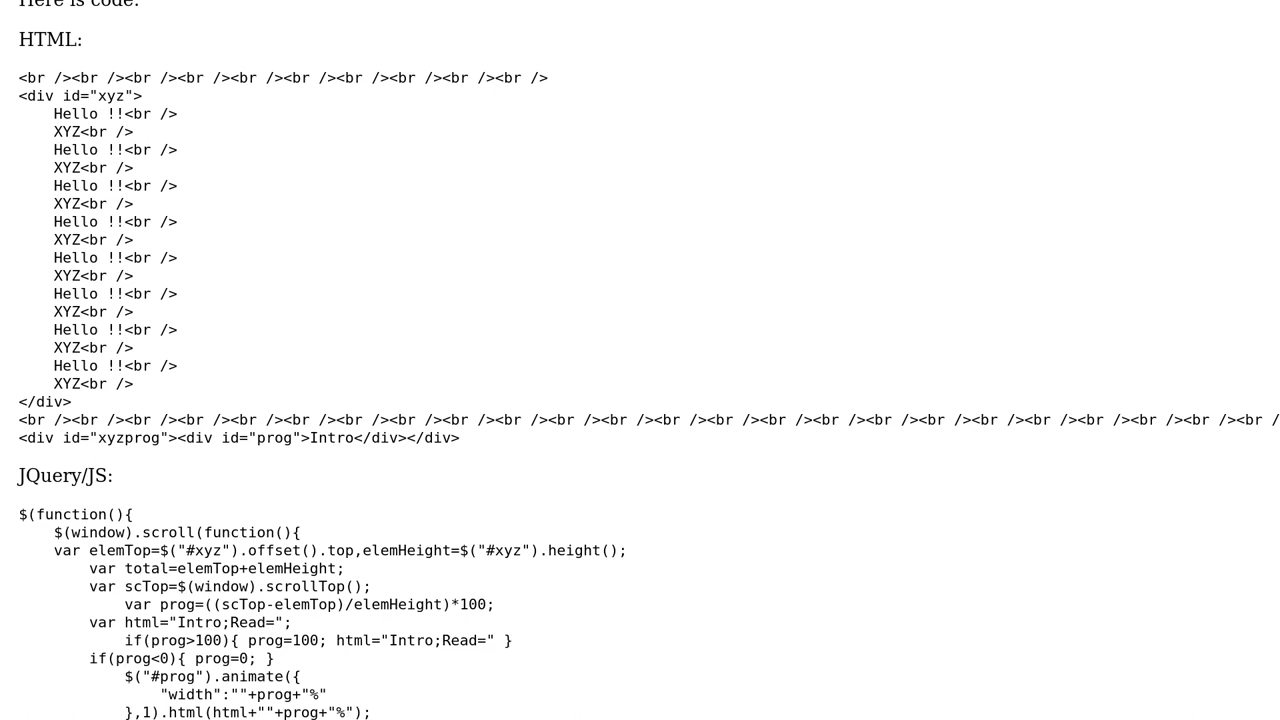 Here is code:
HTML:
<br /><br /><br /><br /><br /><br /><br /><br /><br /><br />
<div id="xyz">
    Hello !!<br />
    XYZ<br />
    Hello !!<br />
    XYZ<br />
    Hello !!<br />
    XYZ<br />
    Hello !!<br />
    XYZ<br />
    Hello !!<br />
    XYZ<br />
    Hello !!<br />
    XYZ<br />
    Hello !!<br />
    XYZ<br />
    Hello !!<br />
    XYZ<br />
</div>
<br /><br /><br /><br /><br /><br /><br /><br /><br /><br /><br /><br /><br /><br /><br /><br /><br /><br /><br /><br /><br /><br /><br /><br /
<div id="xyzprog"><div id="prog">Intro</div></div>
JQuery/JS:
$(function(){
    $(window).scroll(function(){
    var elemTop=$("#xyz").offset().top,elemHeight=$("#xyz").height();
        var total=elemTop+elemHeight;
        var scTop=$(window).scrollTop();
            var prog=((scTop-elemTop)/elemHeight)*100;
        var html="Intro;Read=";
            if(prog>100){ prog=100; html="Intro;Read=" }
        if(prog<0){ prog=0; }
            $("#prog").animate({
                "width":""+prog+"%"
            },1).html(html+""+prog+"%");